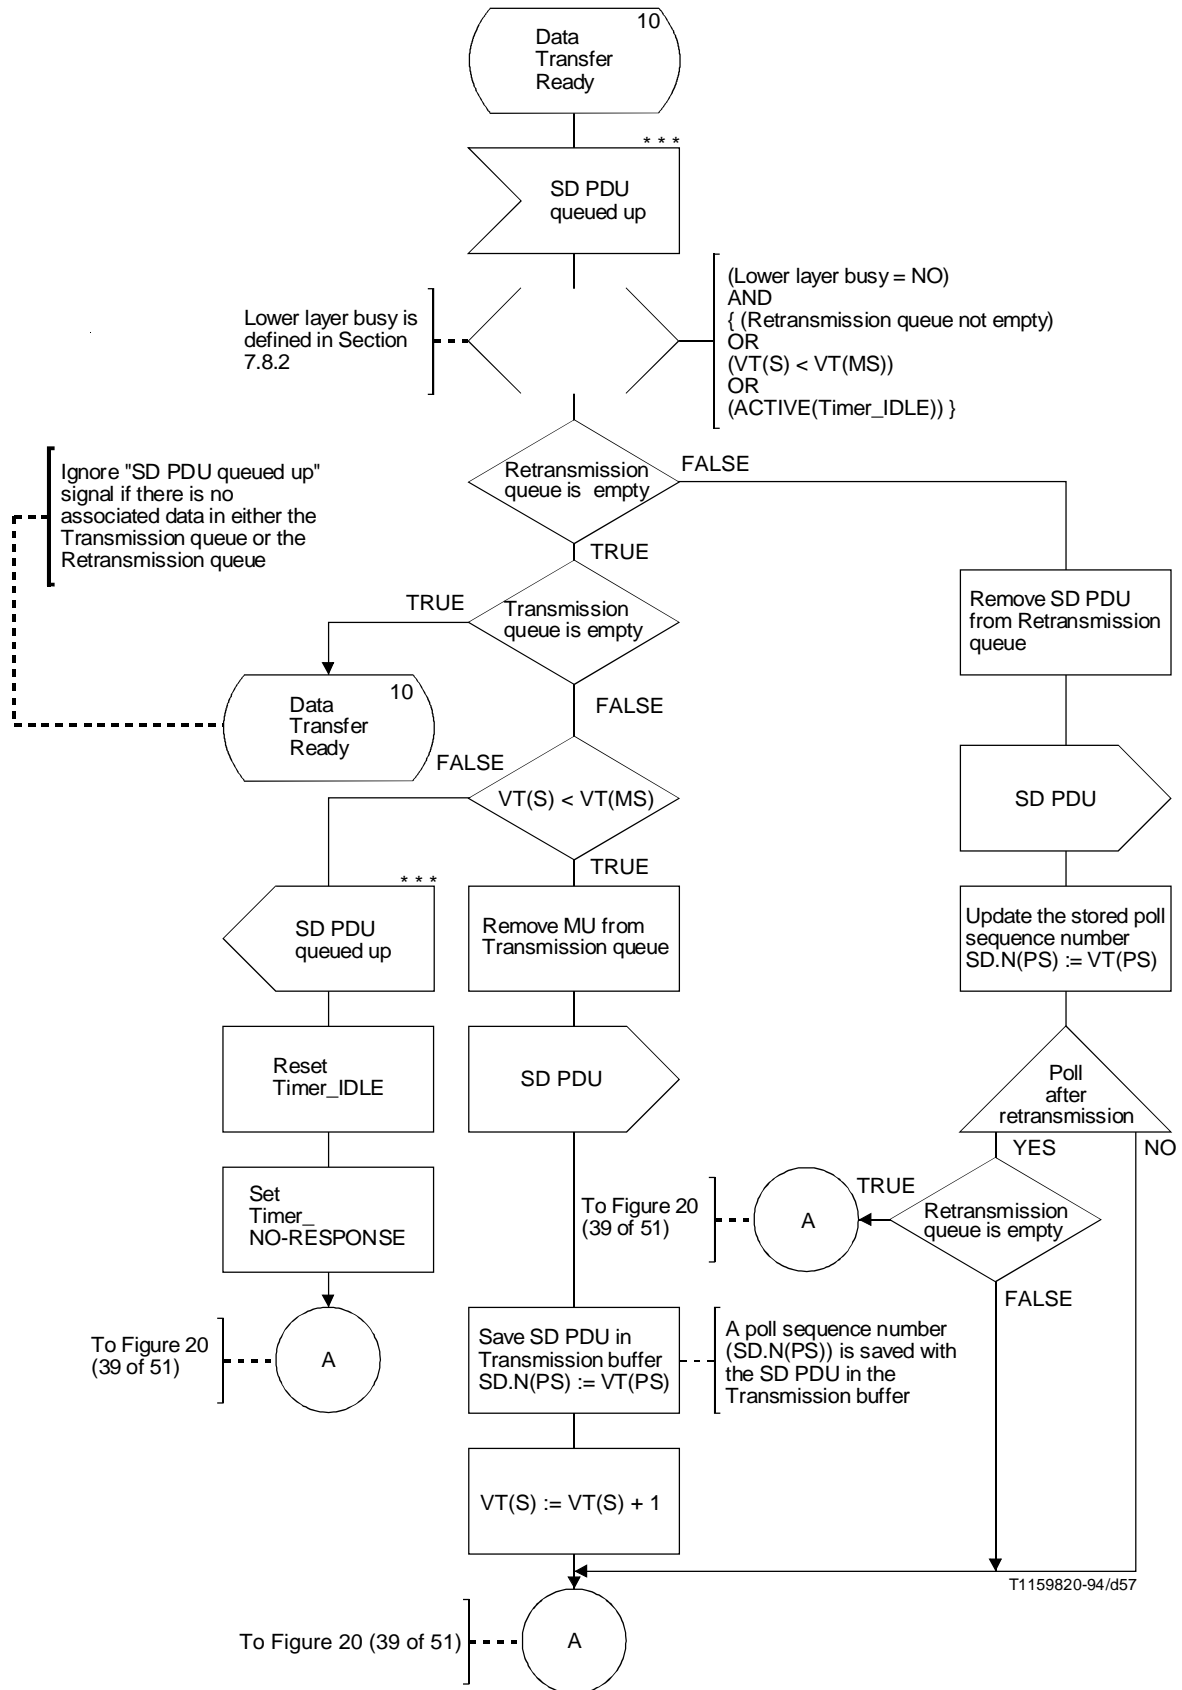 10
Data
Transfer
Ready
* * *
SD PDU
queued up
Lower layer busy is
defined in Section
7.8.2
(Lower layer busy = NO)
AND
{ (Retransmission queue not empty)
OR
(VT(S) < VT(MS))
OR
(ACTIVE(Timer_IDLE)) }
Ignore "SD PDU queued up"
signal if there is no
associated data in either the
Transmission queue or the
Retransmission queue
Retransmission
queue is empty
FALSE
TRUE
Transmission
queue is empty
TRUE
FALSE
10
Data
Transfer
Ready
Remove SD PDU
from Retransmission
queue
SD PDU
Update the stored poll
sequence number
SD.N(PS) := VT(PS)
FALSE
VT(S) < VT(MS)
TRUE
* * *
SD PDU
queued up
Reset
Timer_IDLE
Set
Timer_
NO-RESPONSE
To Figure 20
(39 of 51)
A
Remove MU from
Transmission queue
SD PDU
Poll
after
retransmission
YES
NO
To Figure 20
(39 of 51)
A
TRUE
Retransmission
queue is empty
FALSE
Save SD PDU in
Transmission buffer
SD.N(PS) := VT(PS)
A poll sequence number
(SD.N(PS)) is saved with
the SD PDU in the
Transmission buffer
VT(S) := VT(S) + 1
T1159820-94/d57
To Figure 20 (39 of 51)
A